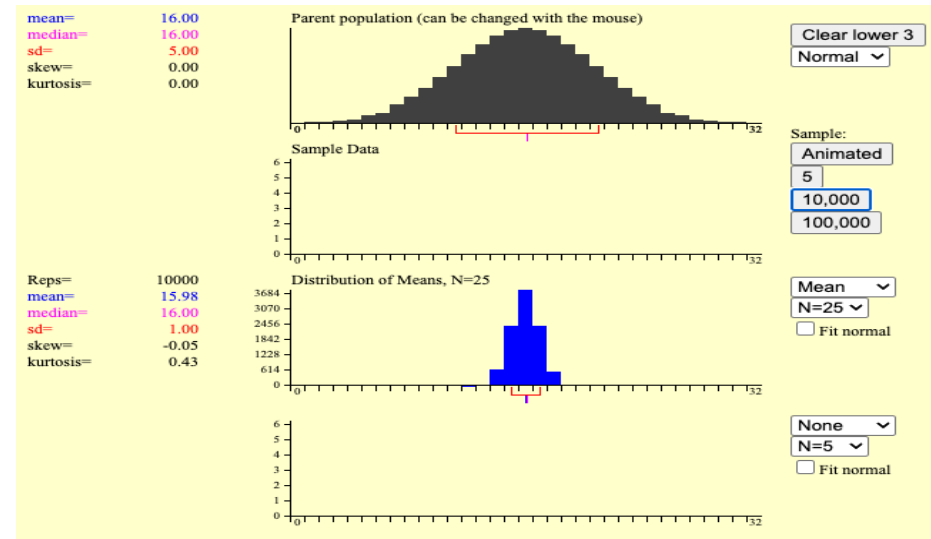 mean= 16.00
median= 16.00
sd= 5.00
skew= 0.00
kurtosis= 0.00
Parent population (can be changed with the mouse)
0 32
Clear lower 3
Normal
Sample:
Animated
5
10,000
100,000
Sample Data
6
5
4
3
2
1
0
0 32
Reps= 10000
mean= 15.98
median= 16.00
sd= 1.00
skew= -0.05
kurtosis= 0.43
Distribution of Means, N=25
3684
3070
2456
1842
1228
614
0
0 32
Mean
N=25
Fit normal
6
5
4
3
2
1
0
0 32
None
N=5
Fit normal